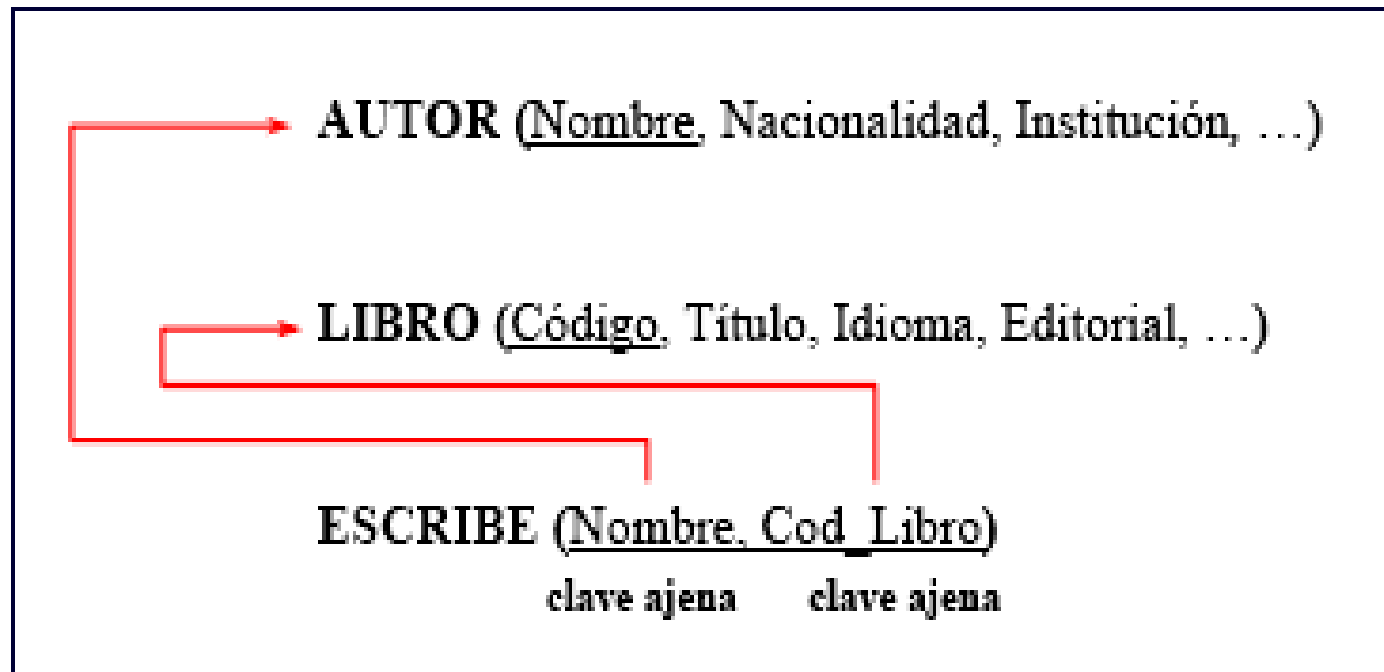 AUTOR (Nombre, Nacionalidad, Institución, …)
LIBRO (Código, Título, Idioma, Editorial, …)
ESCRIBE (Nombre, Cod_Libro)
clave ajena clave ajena